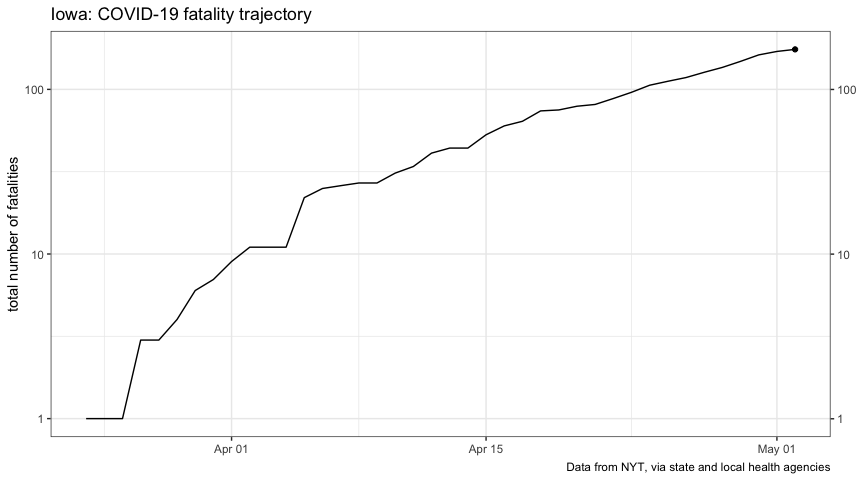 Iowa: COVID-19 fatality trajectory
total number of fatalities
100
10
1
100
10
1
Apr 01
Apr 15
May 01
Data from NYT, via state and local health agencies